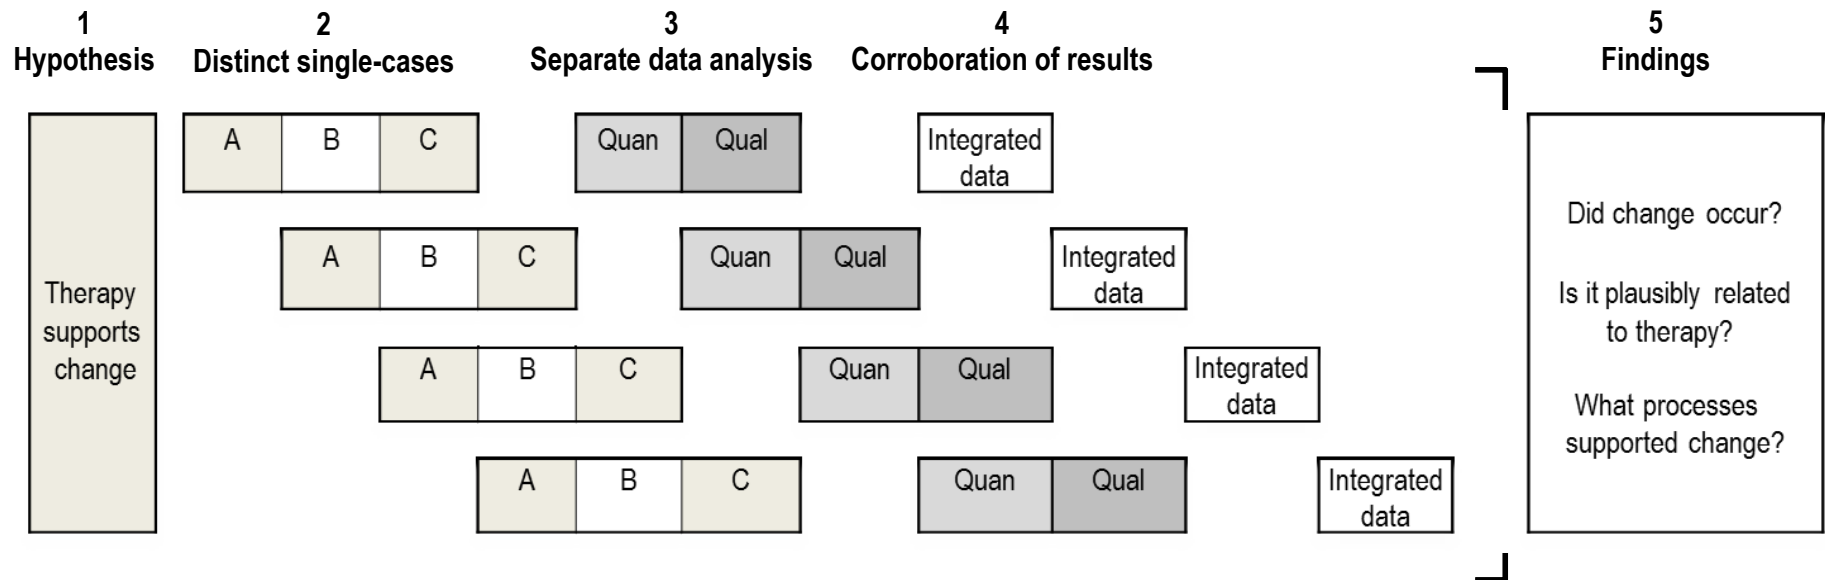 1
Hypothesis
2
Distinct single-cases
3
Separate data analysis
4
Corroboration of results
5
Findings
Therapy
supports
change
A B C
Quan Qual
Integrated
data
A B C
Quan Qual
Integrated
data
A B C
Quan Qual
Integrated
data
A B C
Quan Qual
Integrated
data
Did change occur?
Is it plausibly related
to therapy?
What processes
supported change?